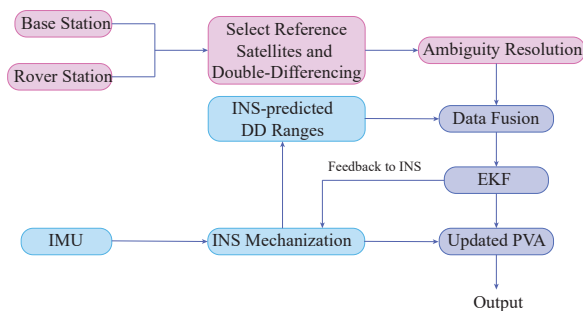 Base Station
Rover Station
Select Reference
Satellites and
Double-Differencing
Ambiguity Resolution
INS-predicted
DD Ranges
Data Fusion
Feedback to INS
EKF
IMU
INS Mechanization
Updated PVA
Output